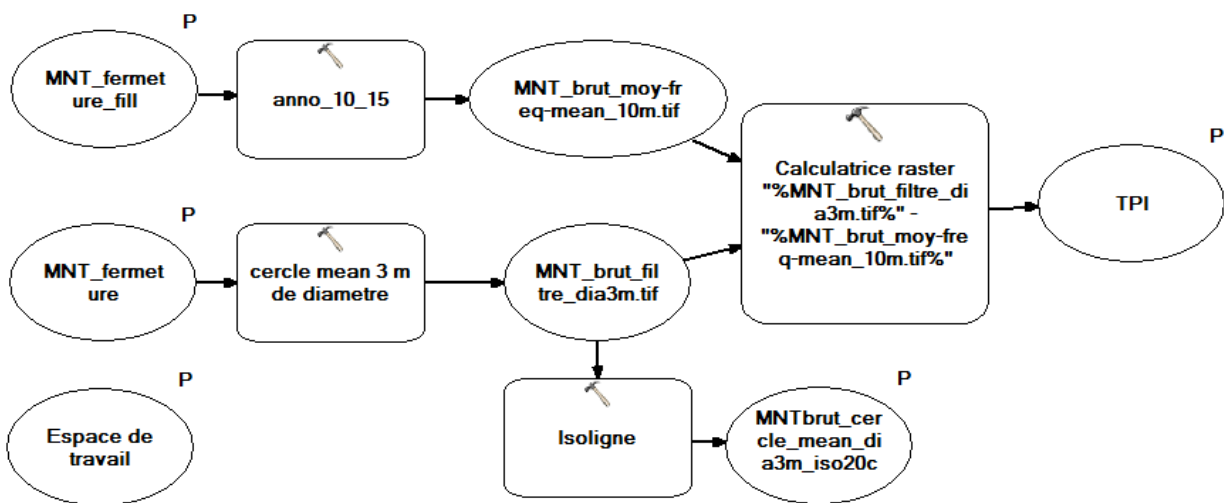 P
MNT_fermet
ure_fill
anno_10_15
MNT_brut_moy-fr
eq-mean_10m.tif
Calculatrice raster
"%MNT_brut_filtre_di
a3m.tif%" -
"%MNT_brut_moy-fre
q-mean_10m.tif%"
P
TPI
P
MNT_fermet
ure
cercle mean 3 m
de diametre
MNT_brut_fil
tre_dia3m.tif
P
Espace de
travail
Isoligne
P
MNTbrut_cer
cle_mean_di
a3m_iso20c